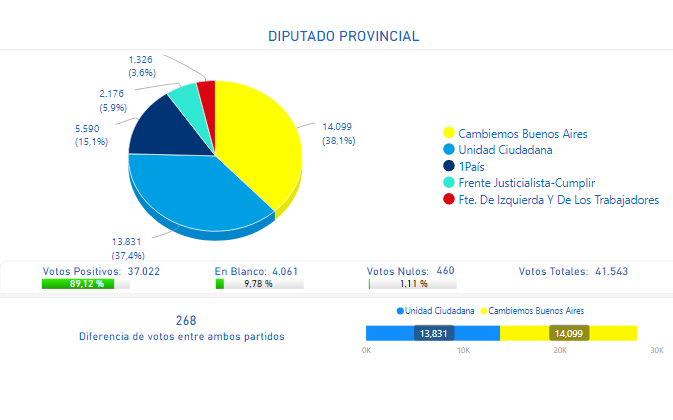 DIPUTADO PROVINCIAL
1.326
(3,6%)
2.176
(5,9%)
5.590
(15,1%)
14.099
(38,1%)
13.831
(37,4%)
Cambiemos Buenos Aires
Unidad Ciudadana
1País
Frente Justicialista-Cumplir
Fte. De Izquierda Y De Los Trabajadores
Votos Positivos: 37.022
89,12 %
En Blanco: 4.061
9,78 %
Votos Nulos: 460
1,11 %
Votos Totales: 41.543
268
Diferencia de votos entre ambos partidos
Unidad Ciudadana Cambiemos Buenos Aires
13,831 14,099
0K 10K 20K 30K